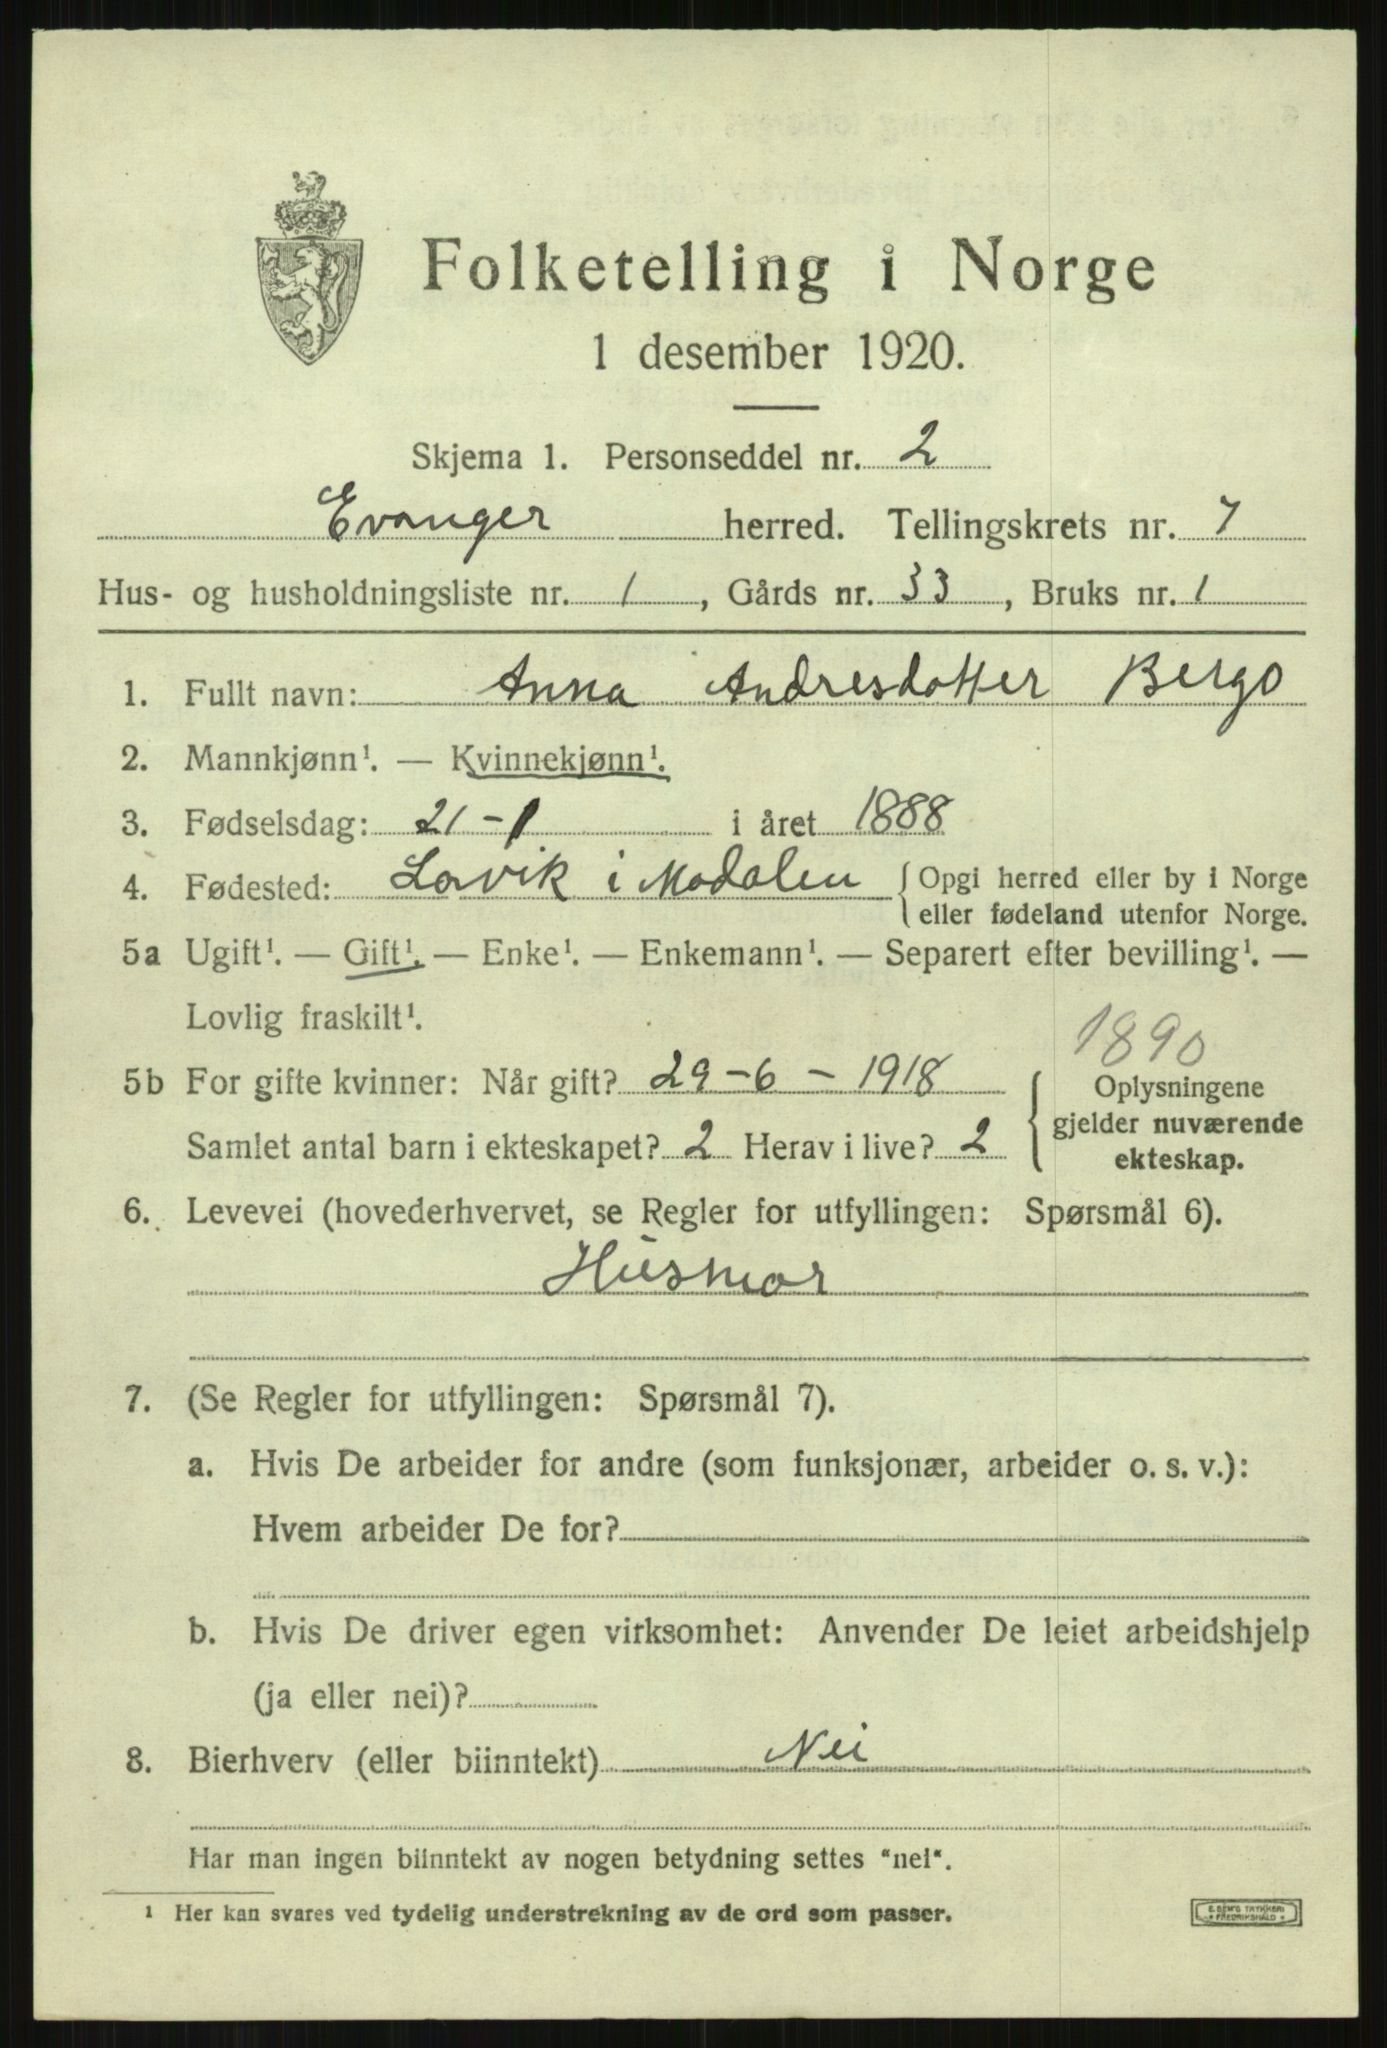 Folketelling i Norge
1 desember 1920.
Skjema 1. Personseddel nr. 2
Evanger herred. Tellingskrets nr. 7
Hus- og husholdningsliste nr. 1, Gårds nr. 33, Bruks nr. 1
1. Fullt navn: Anna Andresdotter Bergo
2. Mannkjønn¹. — Kvinnekjønn¹.
3. Fødselsdag: 21-1 i året 1888
4. Fødested: Lavik i Modalen { Opgi herred eller by i Norge
eller fødeland utenfor Norge.
5a Ugift¹. — Gift¹. — Enke¹. — Enkemann¹. — Separert efter bevilling¹. —
Lovlig fraskilt¹.
1890
5b For gifte kvinner: Når gift? 29-6-1918
Samlet antal barn i ekteskapet? 2 Herav i live? 2
Oplysningene
gjelder nuværende
ekteskap.
6. Levevei (hovederhvervet, se Regler for utfyllingen: Spørsmål 6).
Husmor
7. (Se Regler for utfyllingen: Spørsmål 7).
a. Hvis De arbeider for andre (som funksjonær, arbeider o. s. v.):
Hvem arbeider De for?
b. Hvis De driver egen virksomhet: Anvender De leiet arbeidshjelp
(ja eller nei)?
8. Bierhverv (eller biinntekt) Nei
Har man ingen biinntekt av nogen betydning settes "nei".
¹ Her kan svares ved tydelig understrekning av de ord som passer.
E. SEM'S TRYKKERI
FREDRIKSHALD